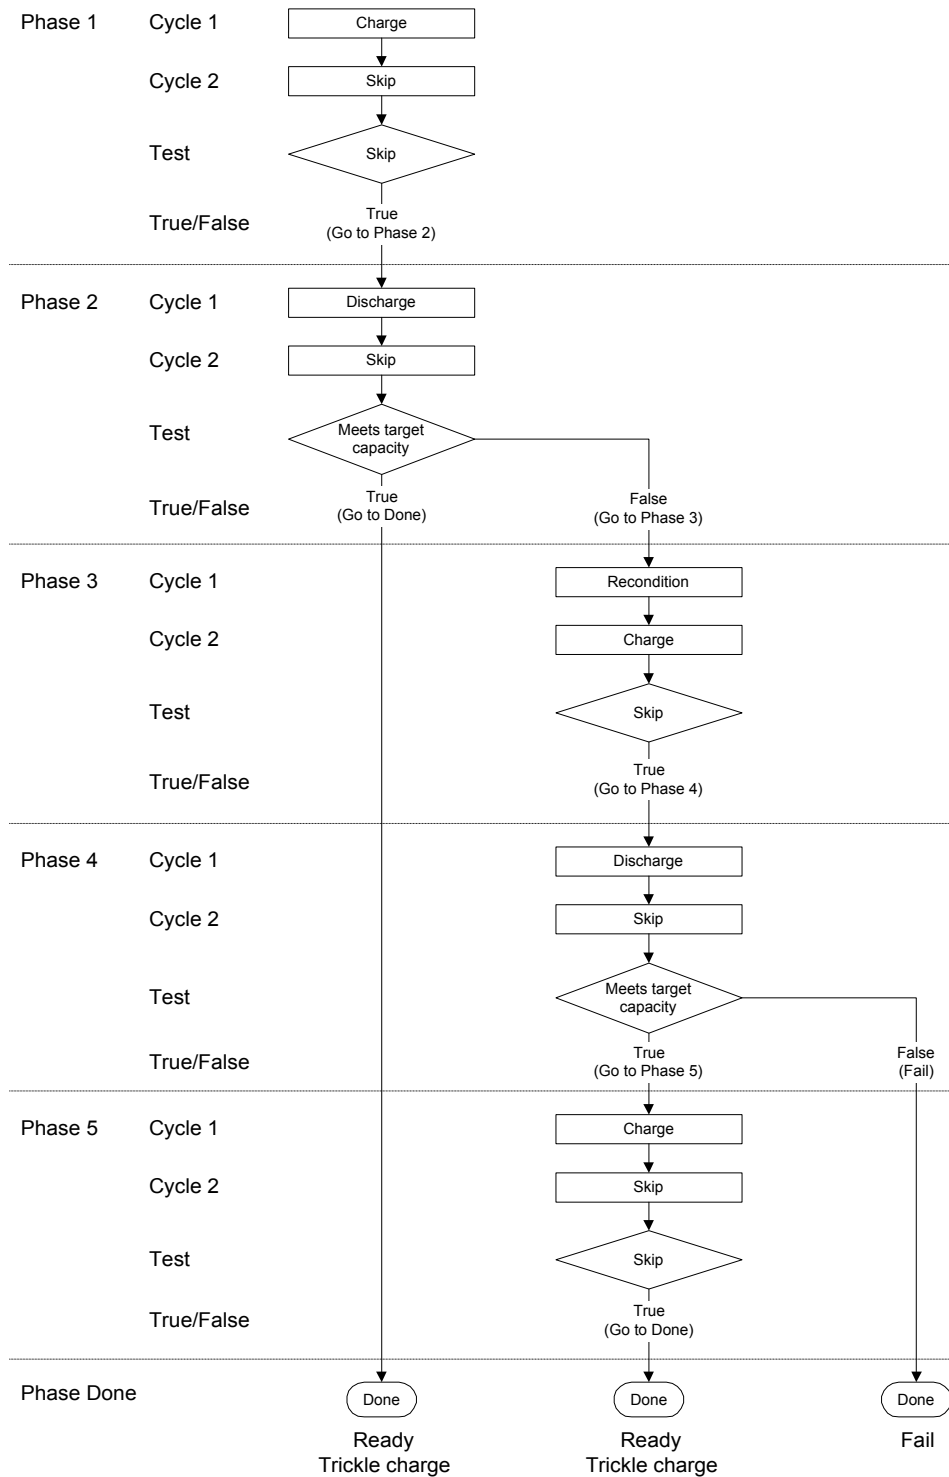 Phase 1 Cycle 1 Charge
Cycle 2 Skip
Test Skip
True/False True
(Go to Phase 2)
Phase 2 Cycle 1 Discharge
Cycle 2 Skip
Test Meets target
capacity
True/False True
(Go to Done)
False
(Go to Phase 3)
Phase 3 Cycle 1 Recondition
Cycle 2 Charge
Test Skip
True/False True
(Go to Phase 4)
Phase 4 Cycle 1 Discharge
Cycle 2 Skip
Test Meets target
capacity
True/False True
(Go to Phase 5)
False
(Fail)
Phase 5 Cycle 1 Charge
Cycle 2 Skip
Test Skip
True/False True
(Go to Done)
Phase Done Done Done Done
Ready
Trickle charge
Ready
Trickle charge
Fail